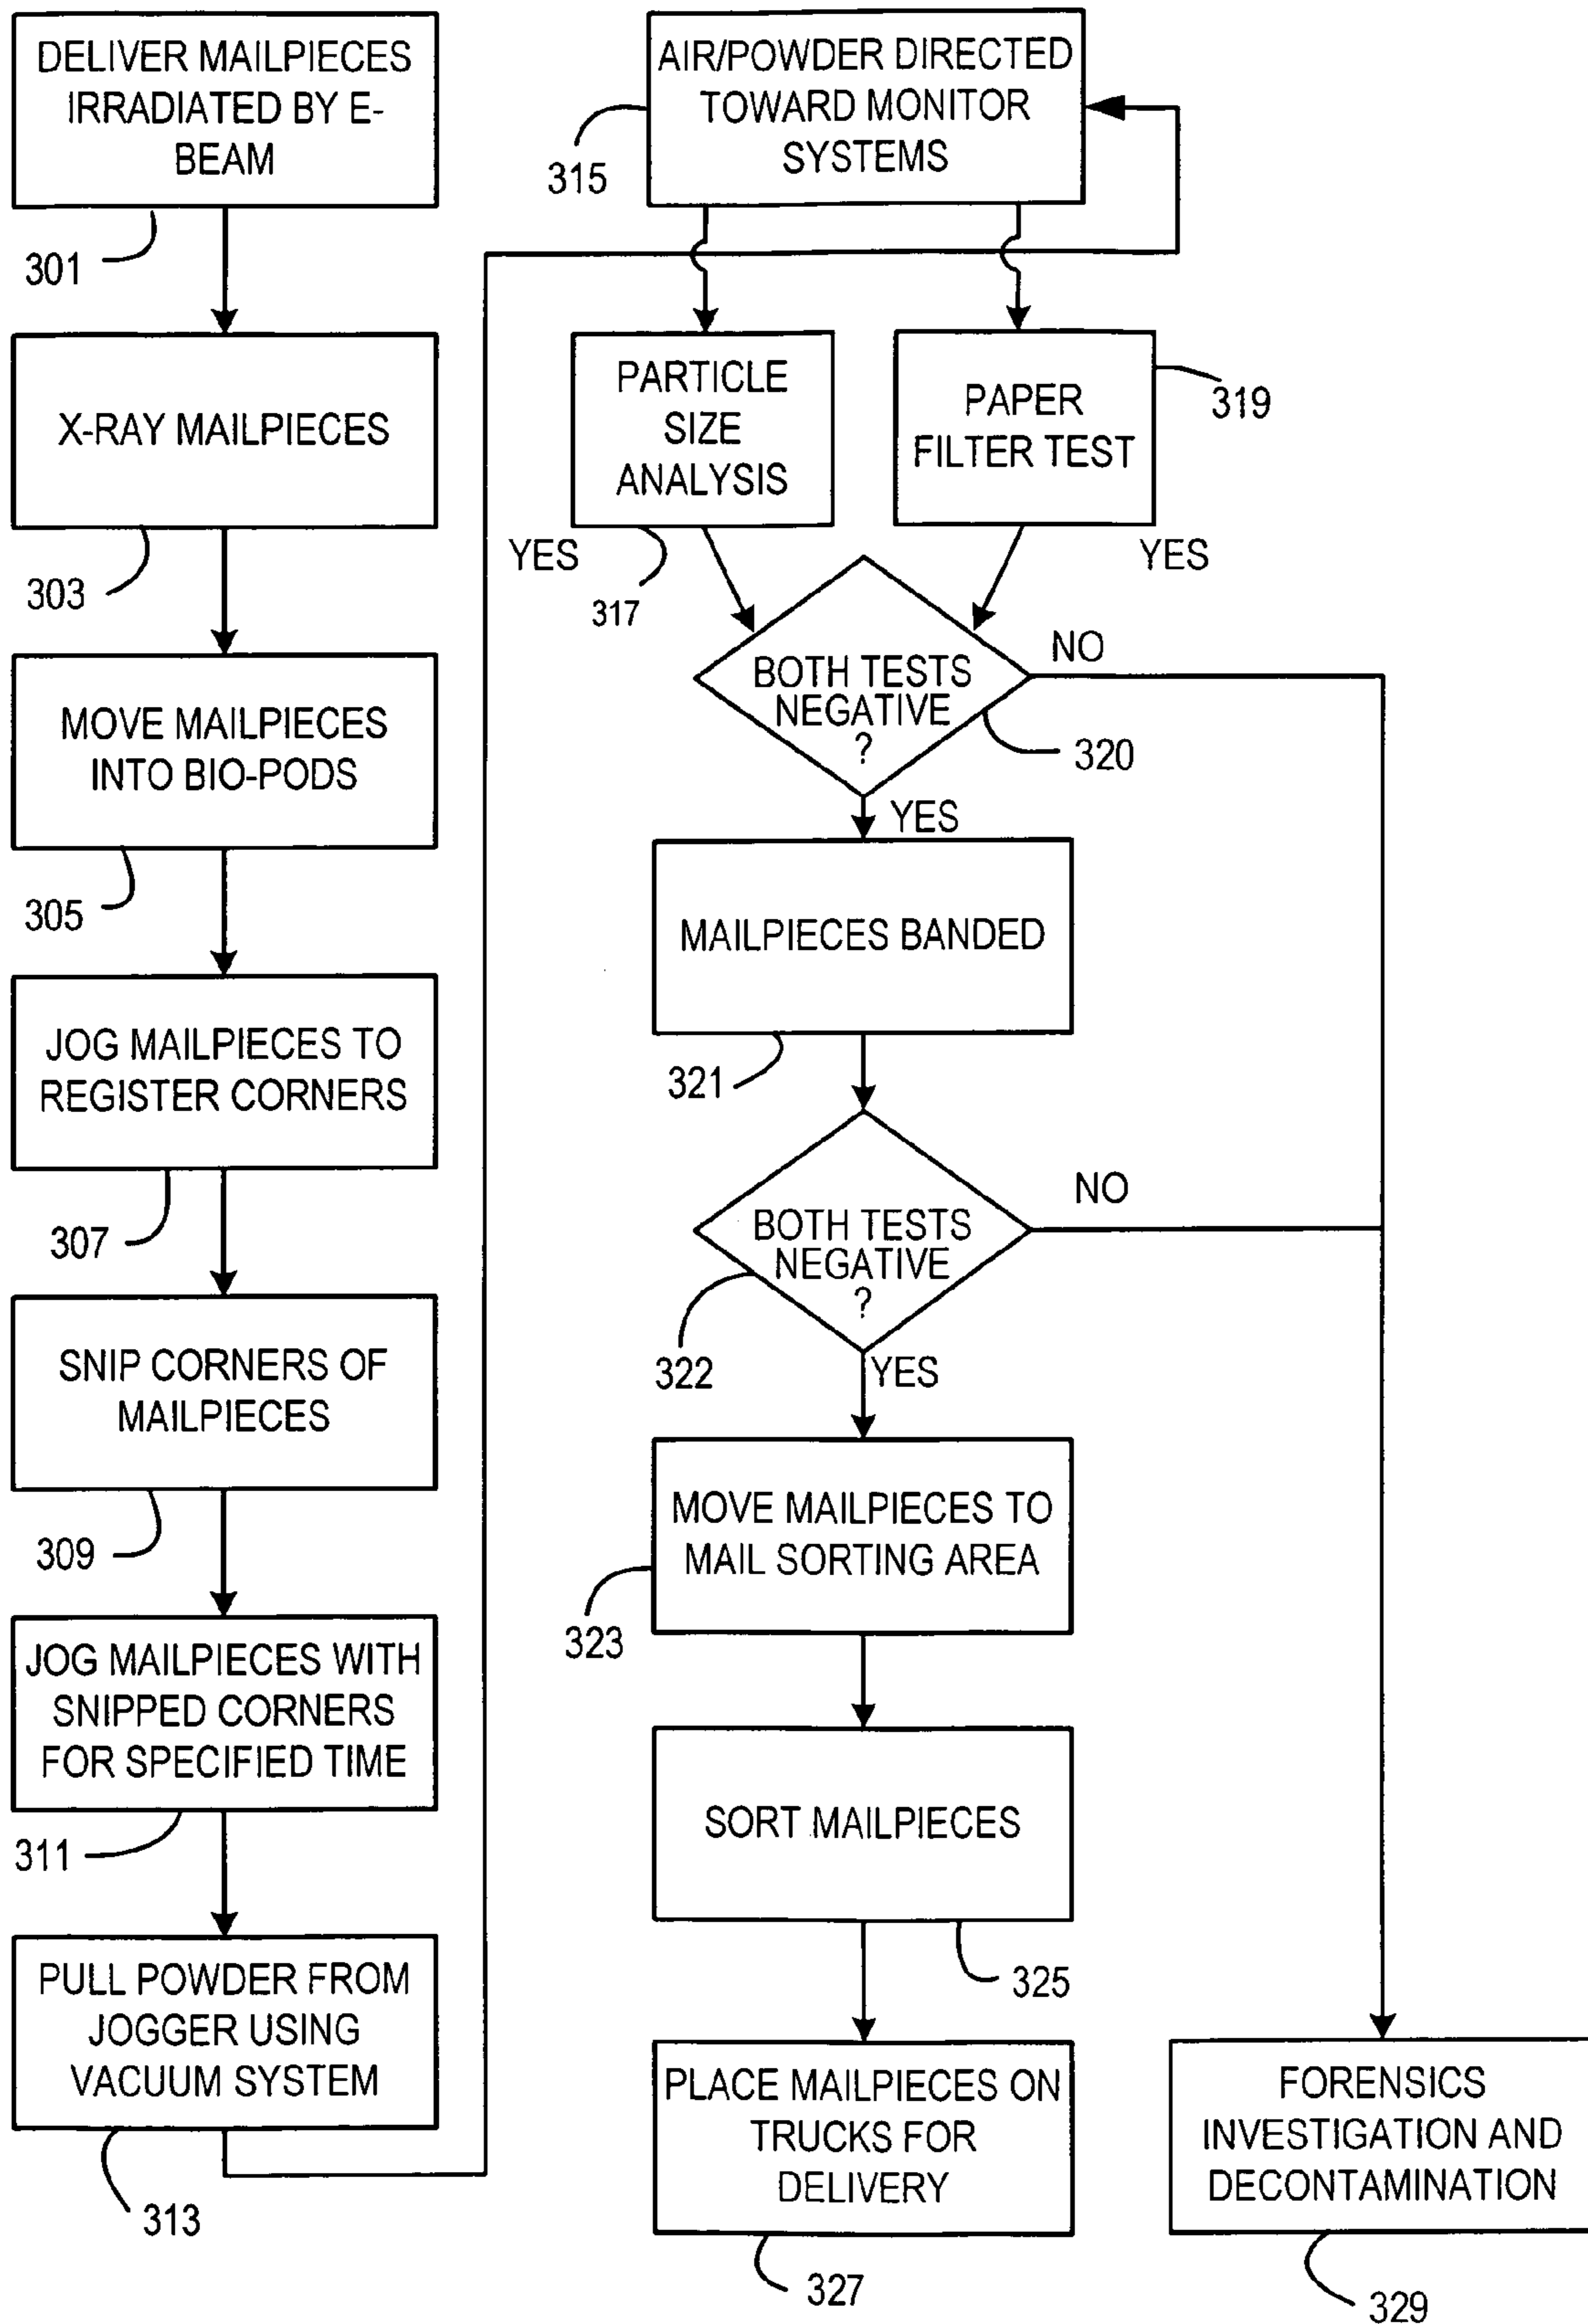 DELIVER MAILPIECES
IRRADIATED BY E-
BEAM
301
X-RAY MAILPIECES
303
MOVE MAILPIECES
INTO BIO-PODS
305
JOG MAILPIECES TO
REGISTER CORNERS
307
SNIP CORNERS OF
MAILPIECES
309
JOG MAILPIECES WITH
SNIPPED CORNERS
FOR SPECIFIED TIME
311
PULL POWDER FROM
JOGGER USING
VACUUM SYSTEM
313
AIR/POWDER DIRECTED
TOWARD MONITOR
SYSTEMS
315
PARTICLE
SIZE
ANALYSIS
YES
317
PAPER
FILTER TEST
319
YES
BOTH TESTS
NEGATIVE
?
NO
320
YES
MAILPIECES BANDED
321
BOTH TESTS
NEGATIVE
?
NO
322
YES
MOVE MAILPIECES TO
MAIL SORTING AREA
323
SORT MAILPIECES
325
PLACE MAILPIECES ON
TRUCKS FOR
DELIVERY
327
FORENSICS
INVESTIGATION AND
DECONTAMINATION
329